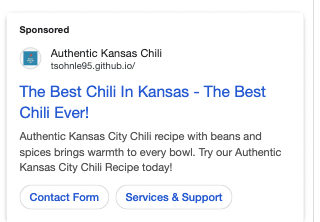 Sponsored
Authentic Kansas Chili
tsohnle95.github.io/
The Best Chili In Kansas - The Best
Chili Ever!
Authentic Kansas City Chili recipe with beans and
spices brings warmth to every bowl. Try our Authentic
Kansas City Chili Recipe today!
Contact Form
Services & Support